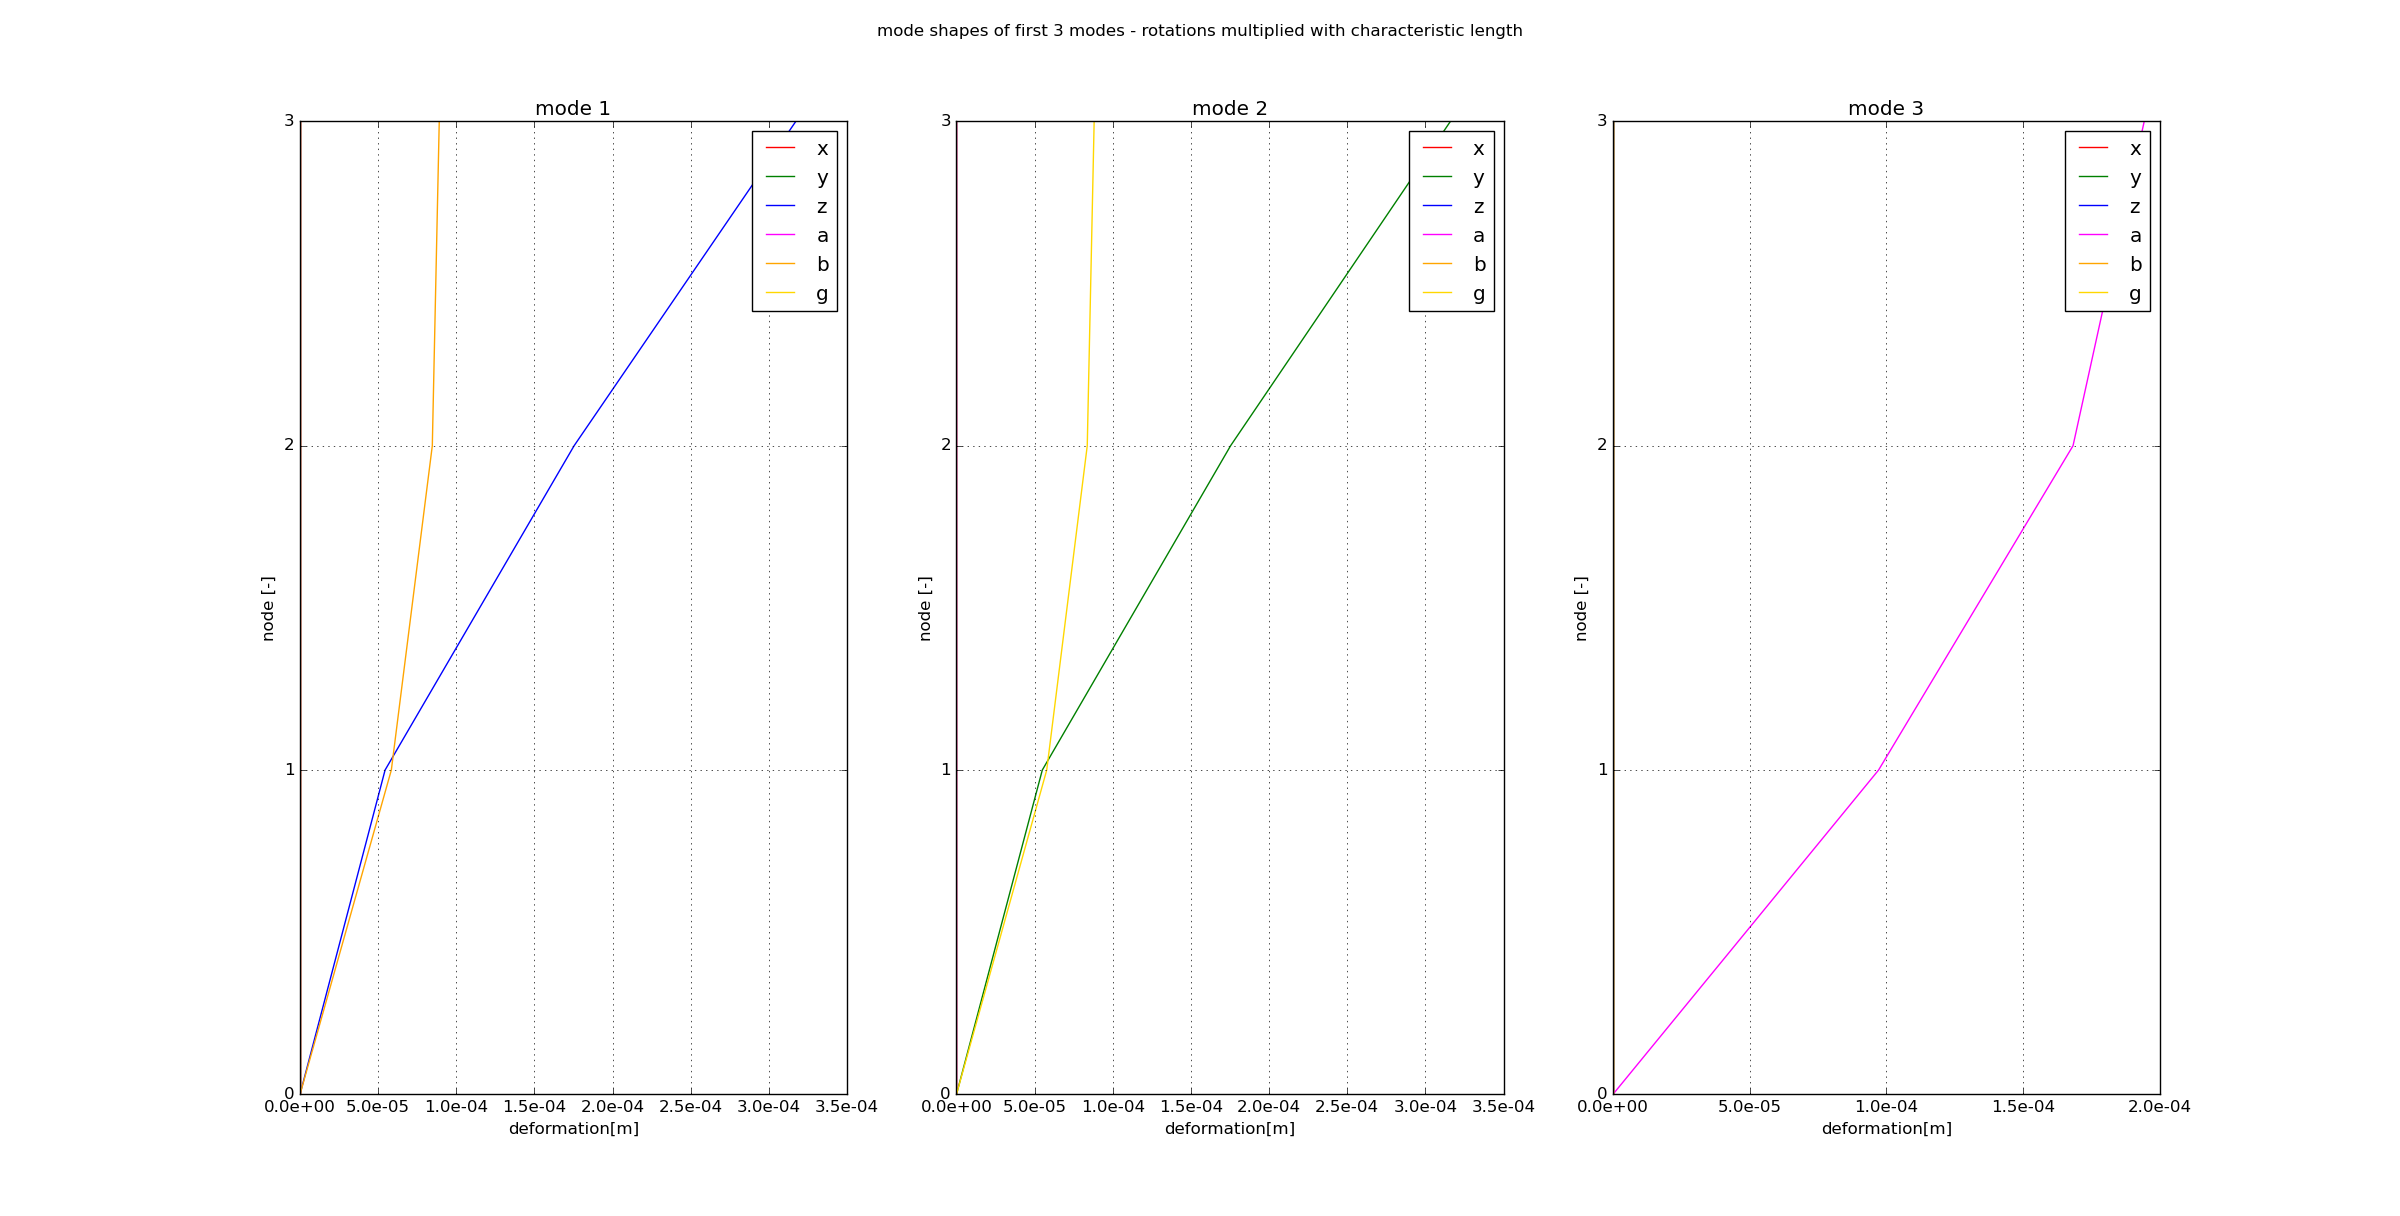 mode shapes of first 3 modes - rotations multiplied with characteristic length
mode 1
3
2
1
0
node [-]
x
y
z
a
b
g
0.0e+00 5.0e-05 1.0e-04 1.5e-04 2.0e-04 2.5e-04 3.0e-04 3.5e-04
deformation[m]
mode 2
3
2
1
0
node [-]
x
y
z
a
b
g
0.0e+00 5.0e-05 1.0e-04 1.5e-04 2.0e-04 2.5e-04 3.0e-04 3.5e-04
deformation[m]
mode 3
3
2
1
0
node [-]
x
y
z
a
b
g
0.0e+00 5.0e-05 1.0e-04 1.5e-04 2.0e-04
deformation[m]